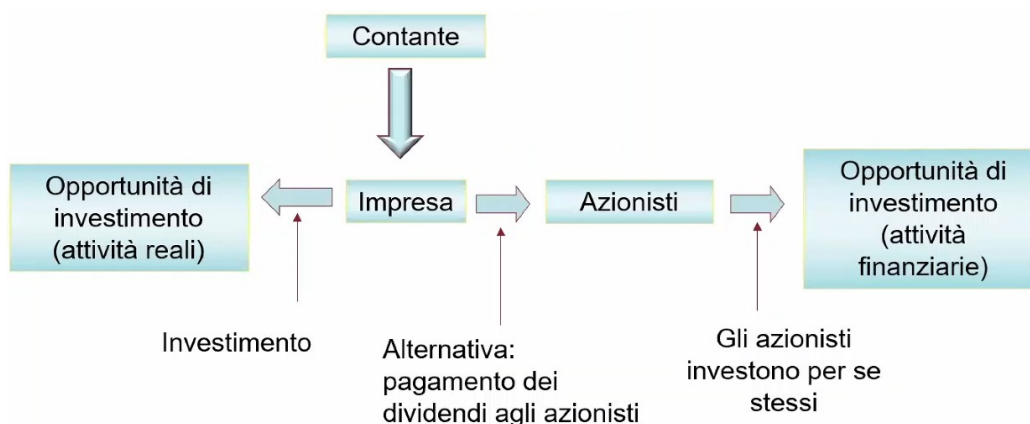 Contante
Opportunità di
investimento
(attività reali)
Impresa
Azionisti
Opportunità di
investimento
(attività
finanziarie)
Investimento
Alternativa:
pagamento dei
dividendi agli azionisti
Gli azionisti
investono per se
stessi